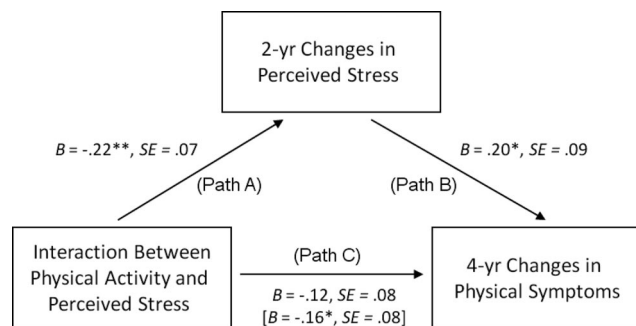 2-yr Changes in
Perceived Stress
B = -.22**, SE = .07
B = .20*, SE = .09
(Path A)
(Path B)
Interaction Between
Physical Activity and
Perceived Stress
(Path C)
B = -.12, SE = .08
[B = -.16*, SE = .08]
4-yr Changes in
Physical Symptoms